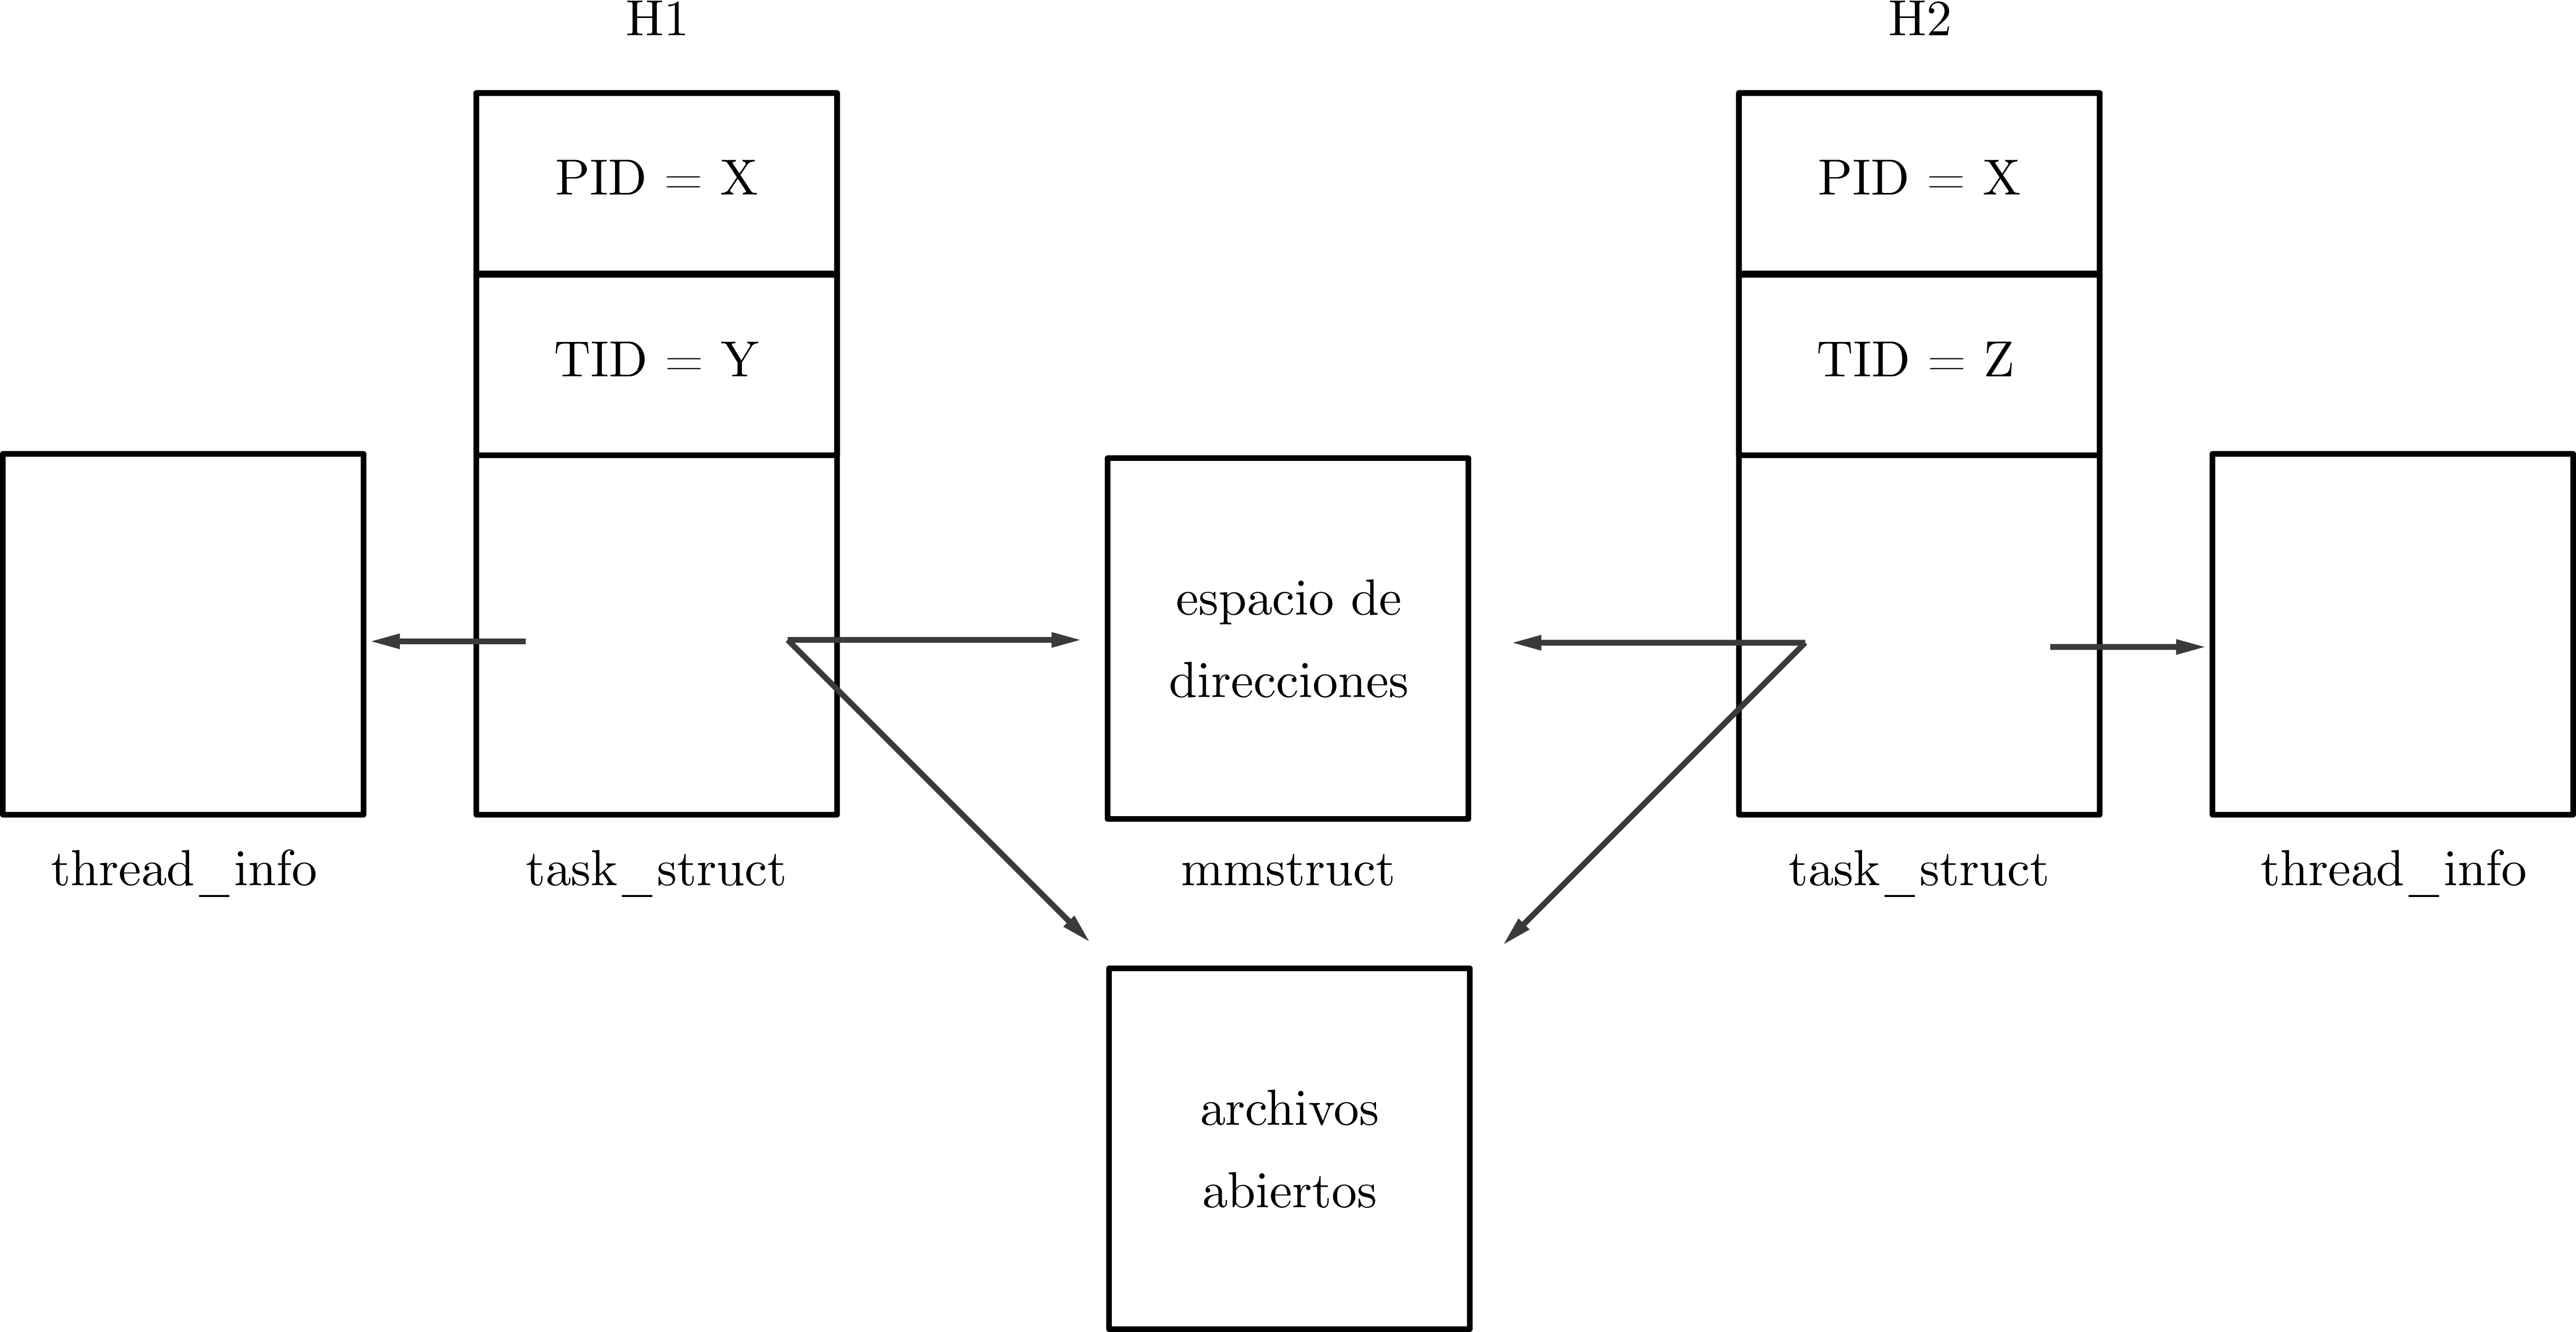 H1
H2
PID = X
PID = X
TID = Y
TID = Z
espacio de
direcciones
thread_info
task_struct
mmstruct
task_struct
thread_info
archivos
abiertos